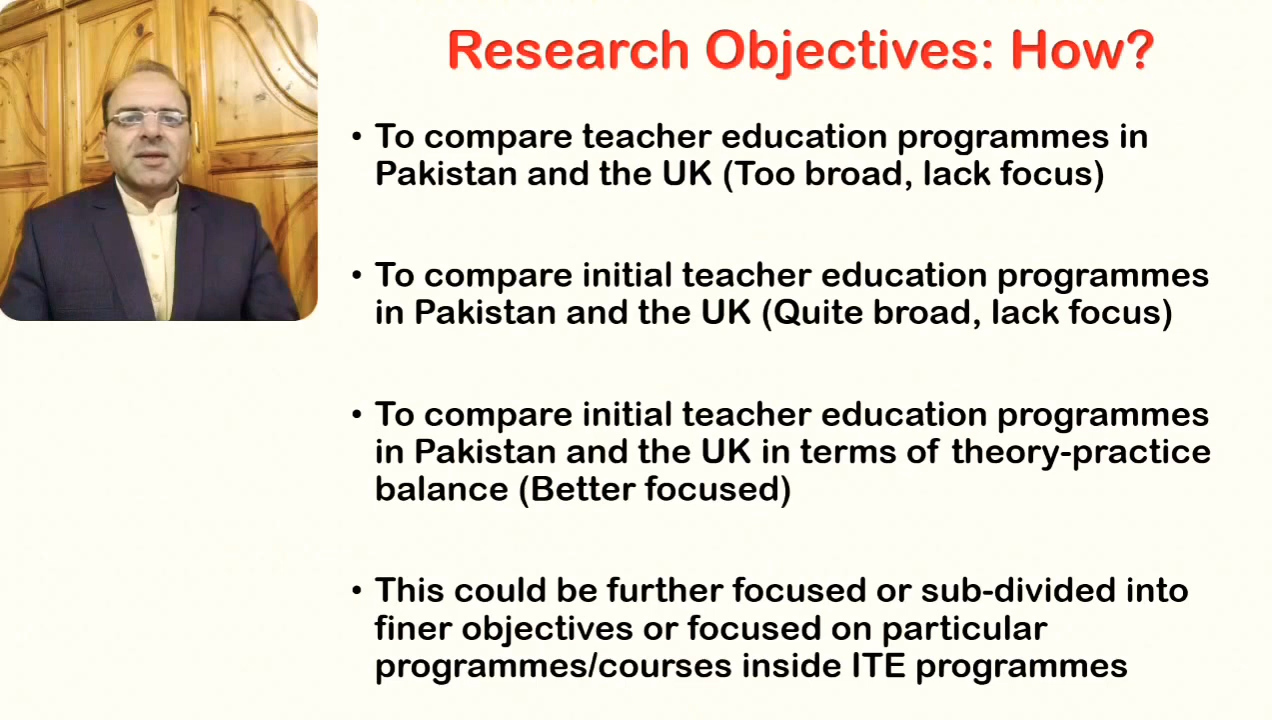 Research Objectives: How?
• To compare teacher education programmes in
Pakistan and the UK (Too broad, lack focus)
• To compare initial teacher education programmes
in Pakistan and the UK (Quite broad, lack focus)
• To compare initial teacher education programmes
in Pakistan and the UK in terms of theory-practice
balance (Better focused)
• This could be further focused or sub-divided into
finer objectives or focused on particular
programmes/courses inside ITE programmes